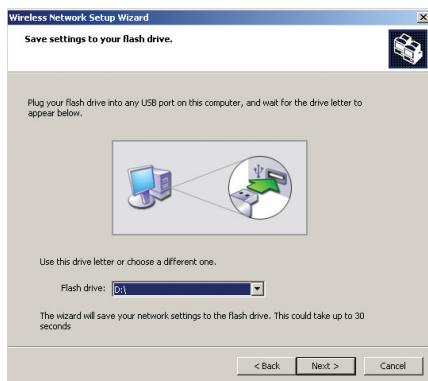 Wireless Network Setup Wizard
Save settings to your flash drive.
Plug your flash drive into any USB port on this computer, and wait for the drive letter to
appear below.
Use this drive letter or choose a different one.
Flash drive: D:\
The wizard will save your network settings to the flash drive. This could take up to 30
seconds
< Back Next > Cancel